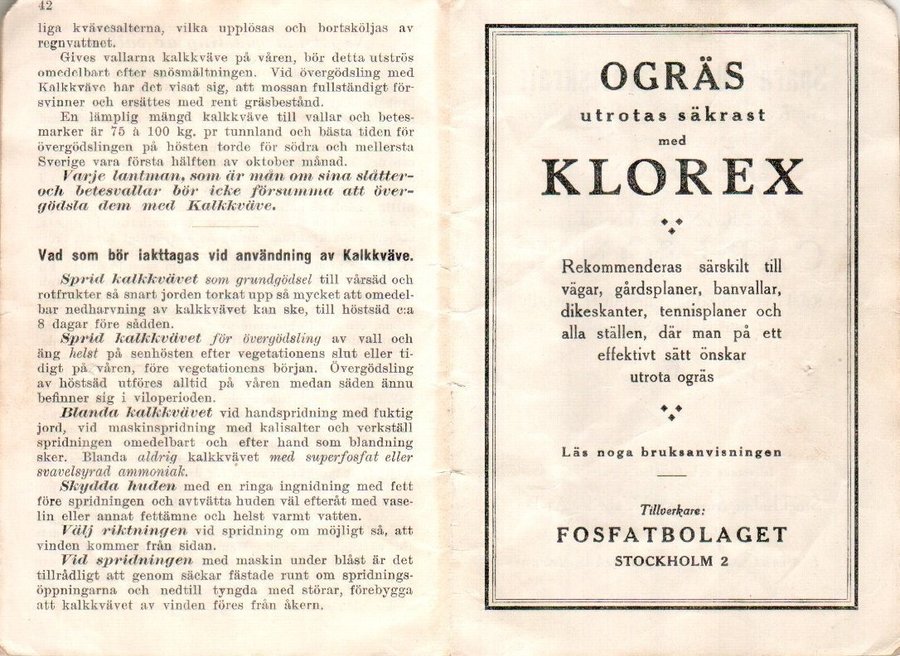 42
liga kvävesalterna, vilka upplösas och bortsköljas av
regnvattnet.
Gives vallarna kalkkväve på våren, bör detta utströs
omedelbart efter snösmältningen. Vid övergödsling med
Kalkkväve har det visat sig, att mossan fullständigt för-
svinner och ersättes med rent gräsbestånd.
En lämplig mängd kalkkväve till vallar och betes-
marker är 75 à 100 kg. pr tunnland och bästa tiden för
övergödslingen på hösten torde för södra och mellersta
Sverige vara första hälften av oktober månad.
Varje lantman, som är mån om sina slåtter-
och betesvallar bör icke försumma att över-
gödsla dem med Kalkkväve.
Vad som bör iakttagas vid användning av Kalkkväve.
Sprid kalkkvävet som grundgödsel till vårsäd och
rotfrukter så snart jorden torkat upp så mycket att omedel-
bar nedharvning av kalkkvävet kan ske, till höstsäd c:a
8 dagar före sådden.
Sprid kalkkvävet för övergödsling av vall och
äng helst på senhösten efter vegetationens slut eller ti-
digt på våren, före vegetationens början. Övergödsling
av höstsäd utföres alltid på våren medan säden ännu
befinner sig i viloperioden.
Blanda kalkkvävet vid handspridning med fuktig
jord, vid maskinspridning med kalisalter och verkställ
spridningen omedelbart och efter hand som blandning
sker. Blanda aldrig kalkkvävet med superfosfat eller
svavelsyrad ammoniak.
Skydda huden med en ringa ingnidning med fett
före spridningen och avtvätta huden väl efteråt med vase-
lin eller annat fettämne och helst varmt vatten.
Välj riktningen vid spridning om möjligt så, att
vinden kommer från sidan.
Vid spridningen med maskin under blåst är det
tillrådligt att genom säckar fästade runt om spridnings-
öppningarna och nedtill tyngda med störar, förebygga
att kalkkvävet av vinden föres från åkern.
OGRÄS
utrotas säkrast
med
KLOREX
Rekommenderas särskilt till
vägar, gårdsplaner, banvallar,
dikeskanter, tennisplaner och
alla ställen, där man på ett
effektivt sätt önskar
utrota ogräs
Läs noga bruksanvisningen
Tillverkare:
FOSFATBOLAGET
STOCKHOLM 2